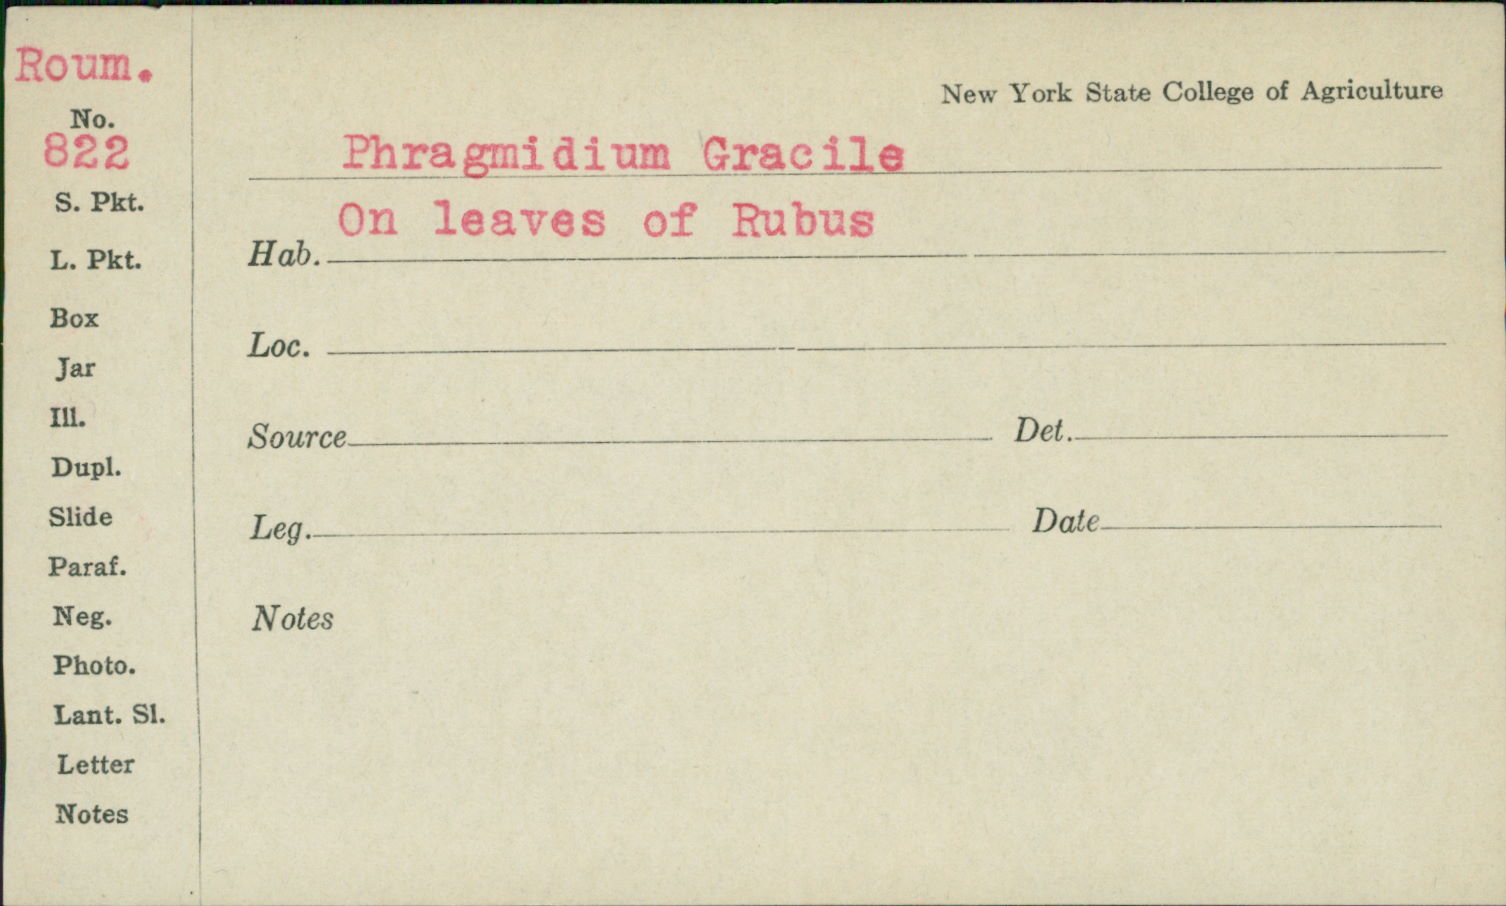 Roum.
New York State College of Agriculture
No.
822
Phragmidium Gracile
S. Pkt.
On leaves of Rubus
Hab.
L. Pkt.
Box
Loc.
Jar
Ill.
Source Det.
Dupl.
Slide
Leg. Date
Paraf.
Neg.
Notes
Photo.
Lant. Sl.
Letter
Notes